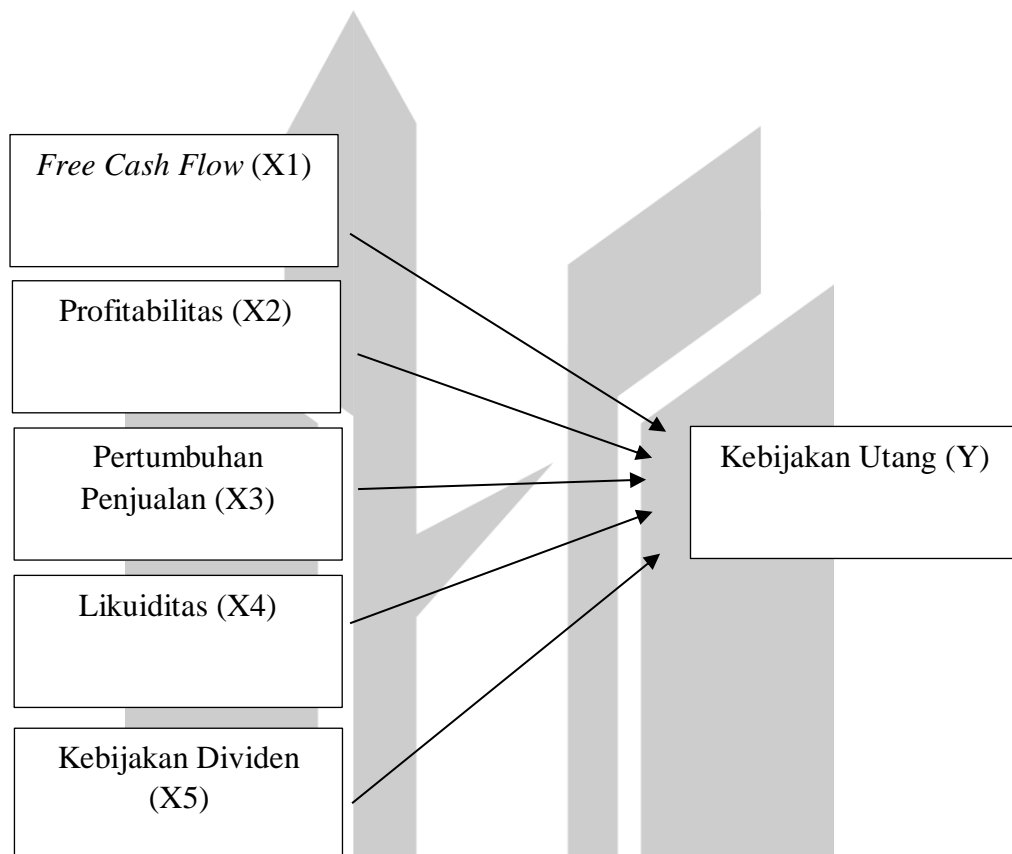 Free Cash Flow (X1)
Profitabilitas (X2)
Pertumbuhan
Penjualan (X3)
Likuiditas (X4)
Kebijakan Dividen
(X5)
Kebijakan Utang (Y)